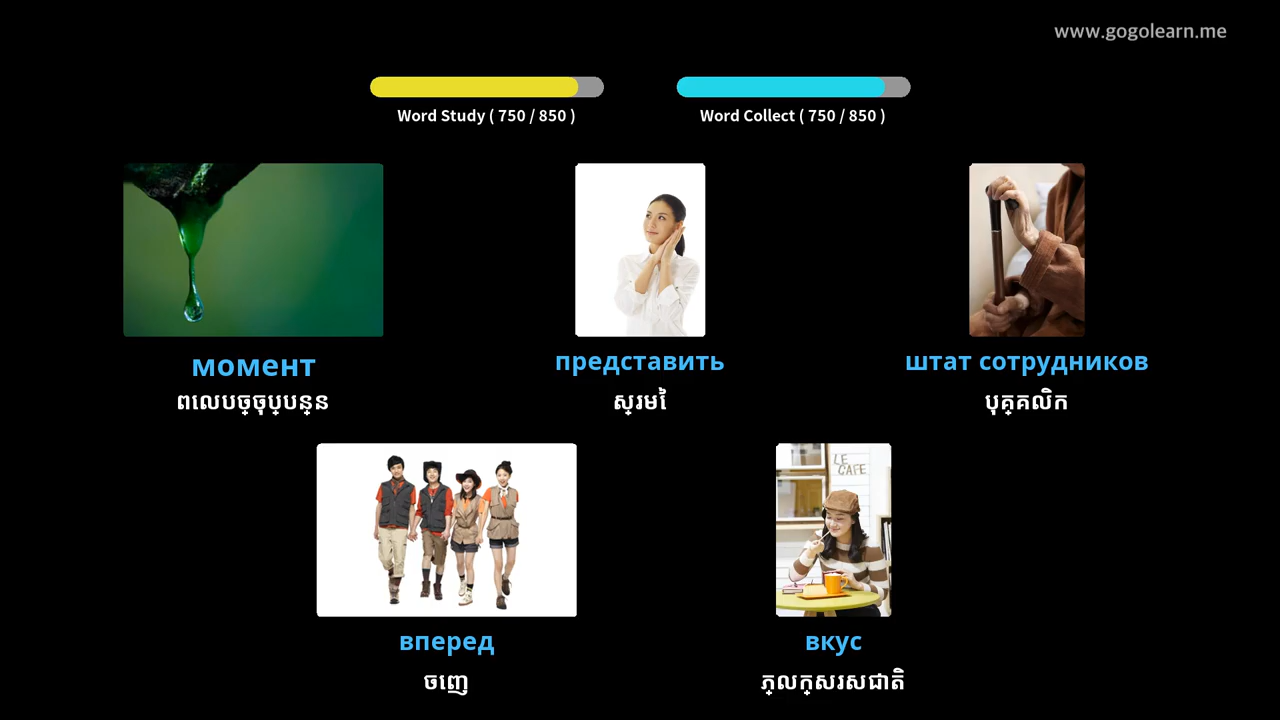 www.gogolearn.me
Word Study ( 750 / 850 )
Word Collect ( 750 / 850 )
момент
ពេលបច្ចុប្បន្ន
представить
ស្រមៃ
штат сотрудников
បុគ្គលិក
LE CAFE
вперед
ចេញ
вкус
ភ្លក្សរសជាតិ